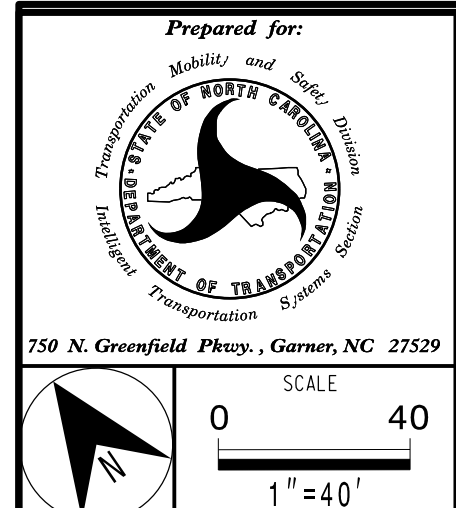 Prepared for:
Transportation Mobility and Safety Division
STATE OF NORTH CAROLINA
DEPARTMENT OF TRANSPORTATION
Intelligent Transportation Systems Section
750 N. Greenfield Pkwy., Garner, NC 27529
N
SCALE
0 40
1"=40'